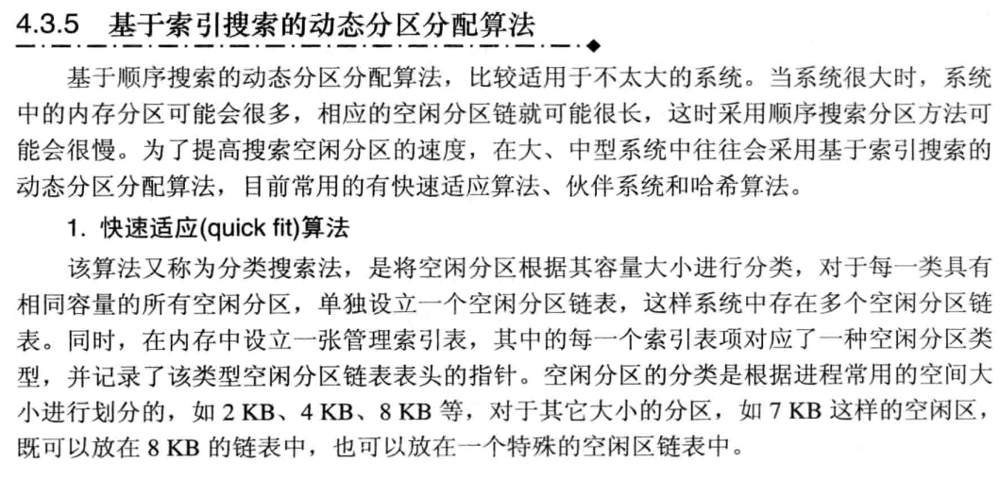 4.3.5 基于索引搜索的动态分区分配算法
基于顺序搜索的动态分区分配算法，比较适用于不太大的系统。当系统很大时，系统
中的内存分区可能会很多，相应的空闲分区链就可能很长，这时采用顺序搜索分区方法可
能会很慢。为了提高搜索空闲分区的速度，在大、中型系统中往往会采用基于索引搜索的
动态分区分配算法，目前常用的有快速适应算法、伙伴系统和哈希算法。
1. 快速适应(quick fit)算法
该算法又称为分类搜索法，是将空闲分区根据其容量大小进行分类，对于每一类具有
相同容量的所有空闲分区，单独设立一个空闲分区链表，这样系统中存在多个空闲分区链
表。同时，在内存中设立一张管理索引表，其中的每一个索引表项对应了一种空闲分区类
型，并记录了该类型空闲分区链表表头的指针。空闲分区的分类是根据进程常用的空间大
小进行划分的，如 2 KB、4 KB、8 KB 等，对于其它大小的分区，如 7 KB 这样的空闲区，
既可以放在 8 KB 的链表中，也可以放在一个特殊的空闲区链表中。